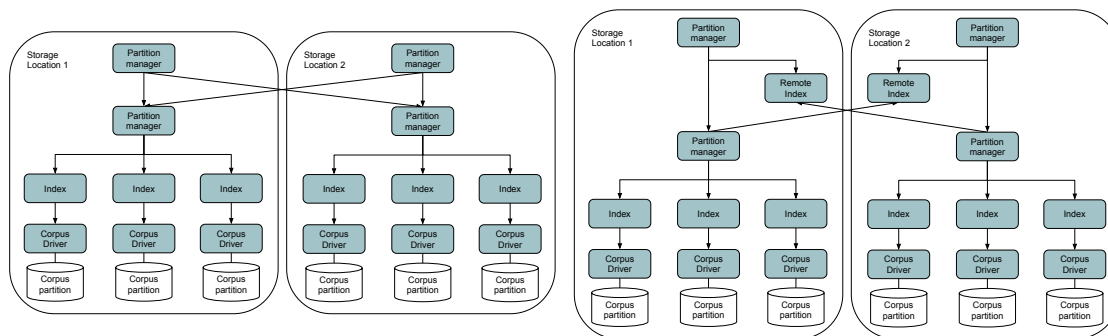 Storage
Location 1
Partition
manager
Partition
manager
Index
Index
Index
Corpus
Driver
Corpus
Driver
Corpus
Driver
Corpus
partition
Corpus
partition
Corpus
partition
Storage
Location 2
Partition
manager
Partition
manager
Index
Index
Index
Corpus
Driver
Corpus
Driver
Corpus
Driver
Corpus
partition
Corpus
partition
Corpus
partition
Storage
Location 1
Partition
manager
Remote
Index
Partition
manager
Index
Index
Index
Corpus
Driver
Corpus
Driver
Corpus
Driver
Corpus
partition
Corpus
partition
Corpus
partition
Storage
Location 2
Partition
manager
Remote
Index
Partition
manager
Index
Index
Index
Corpus
Driver
Corpus
Driver
Corpus
Driver
Corpus
partition
Corpus
partition
Corpus
partition